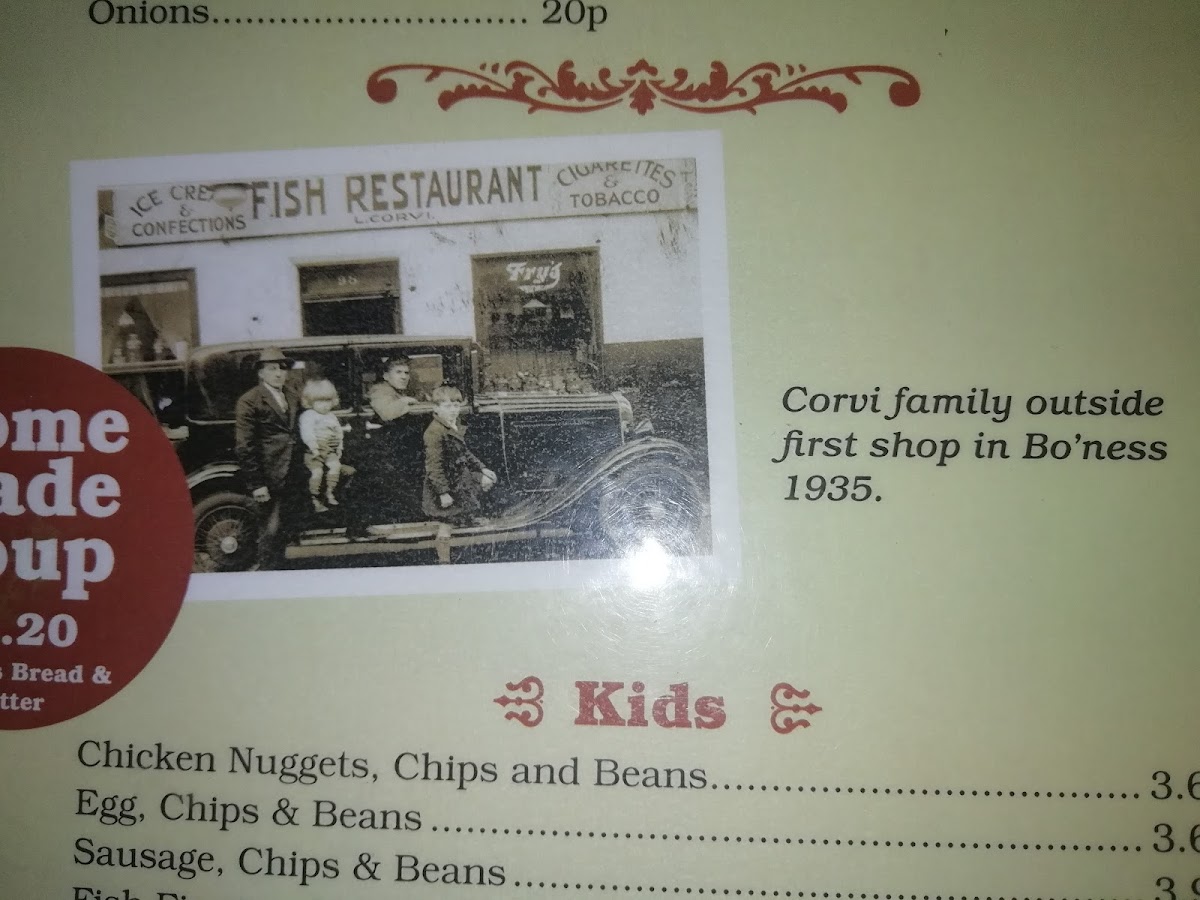 Onions............................ 20p
ICE CRE
&
CONFECTIONS
FISH RESTAURANT
L. CORVI.
CIGARETTES
&
TOBACCO
98
Fry's
Corvi family outside
first shop in Bo'ness
1935.
ome
ade
oup
.20
s Bread &
tter
Kids
Chicken Nuggets, Chips and Beans.................................... 3.6
Egg, Chips & Beans ............................................................ 3.6
Sausage, Chips & Beans.................................................... 3.9